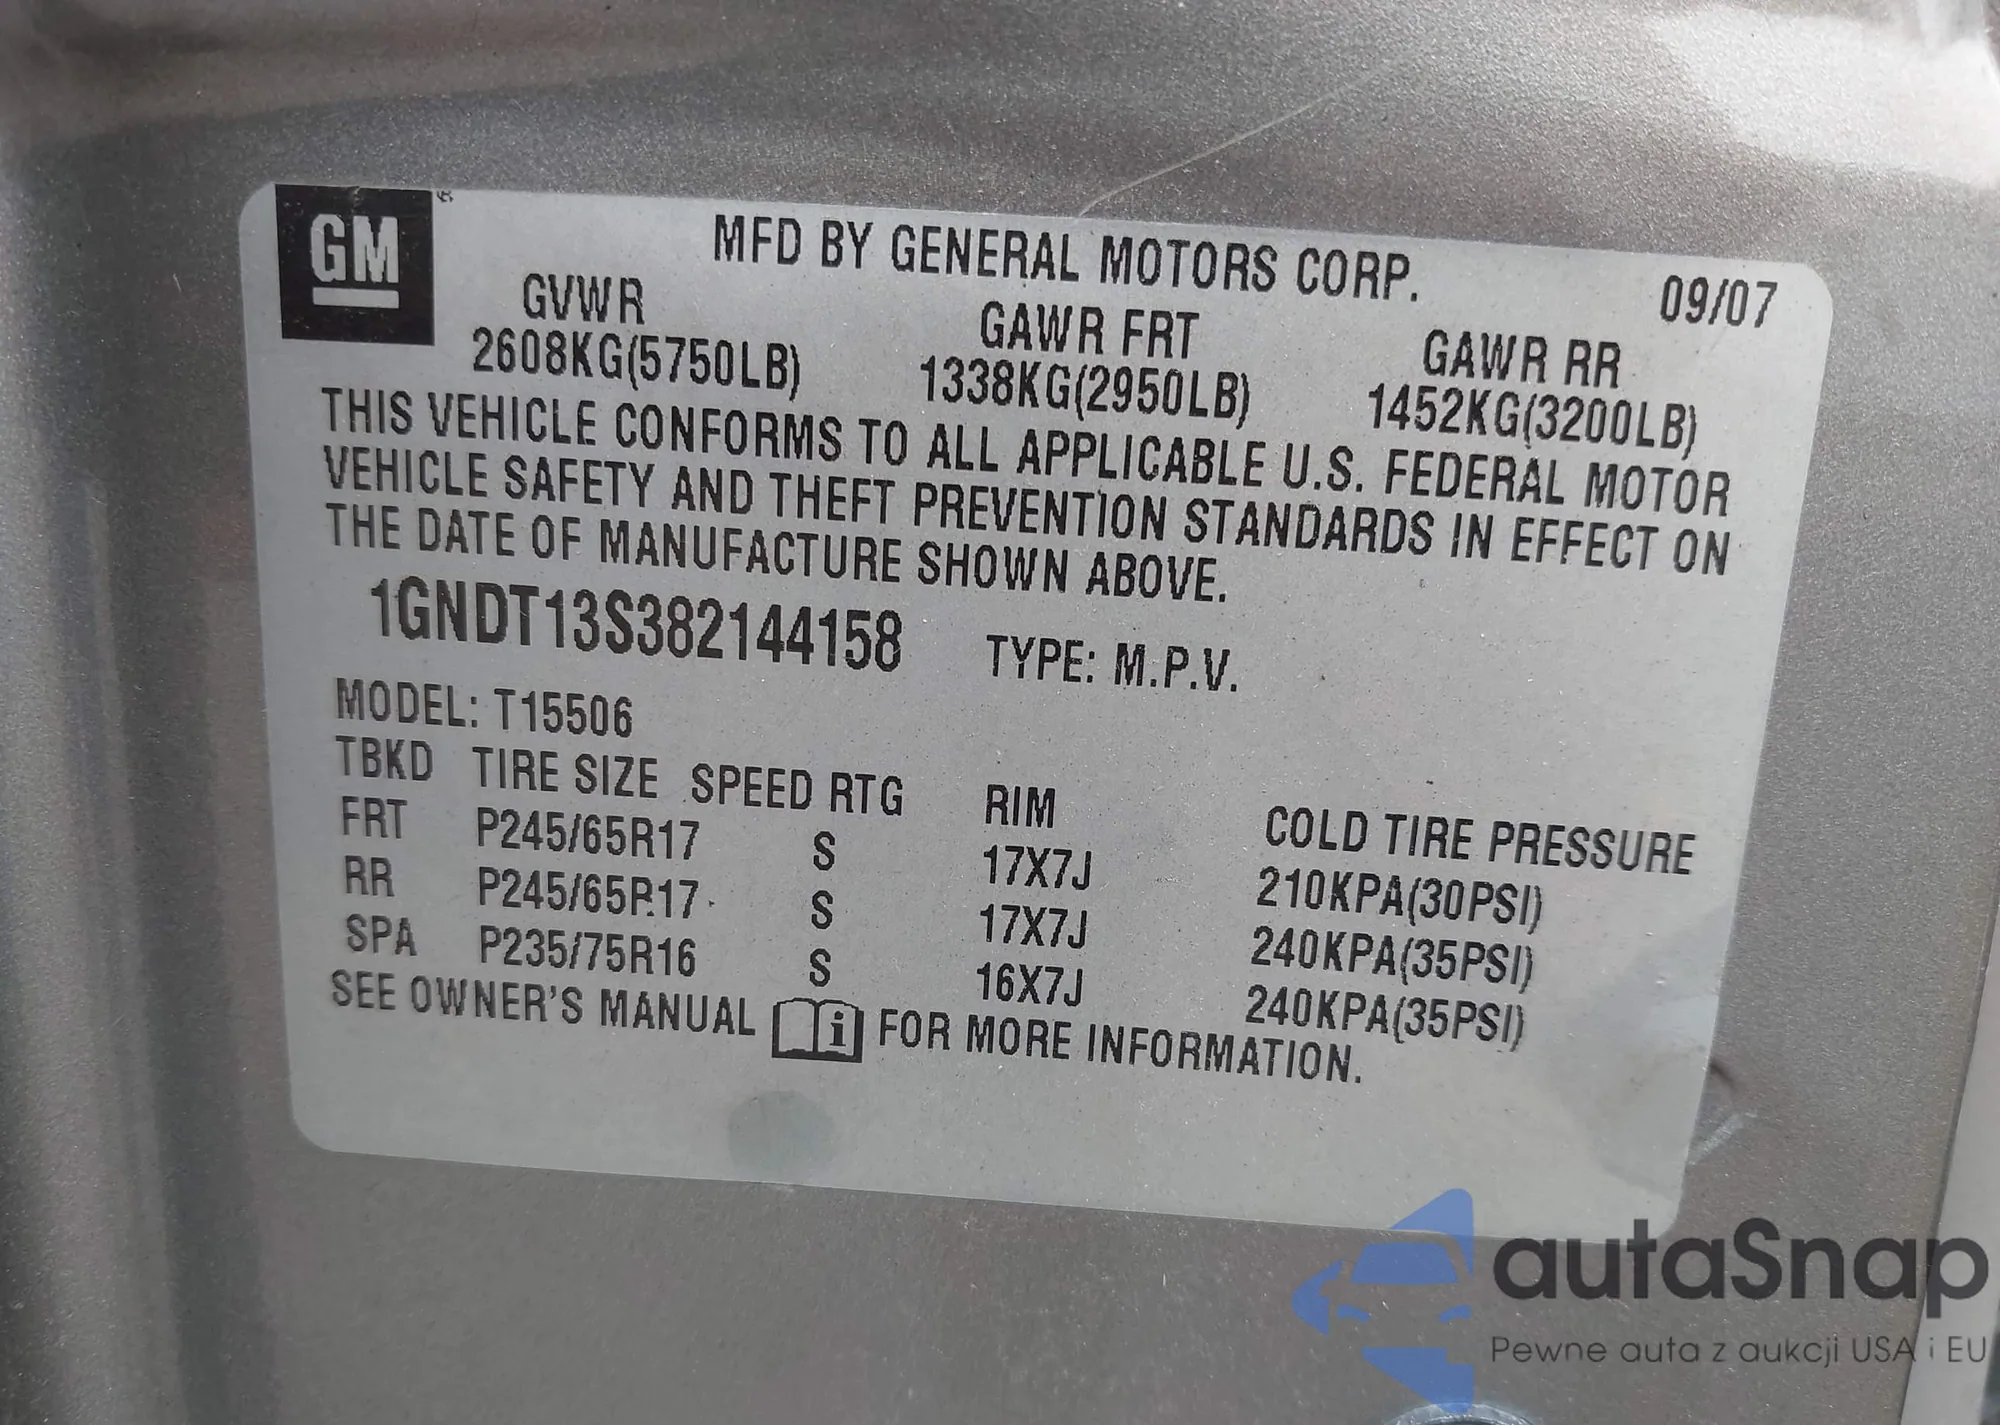 GM ®
MFD BY GENERAL MOTORS CORP. 09/07
GVWR GAWR FRT GAWR RR
2608KG(5750LB) 1338KG(2950LB) 1452KG(3200LB)
THIS VEHICLE CONFORMS TO ALL APPLICABLE U.S. FEDERAL MOTOR
VEHICLE SAFETY AND THEFT PREVENTION STANDARDS IN EFFECT ON
THE DATE OF MANUFACTURE SHOWN ABOVE.
1GNDT13S382144158 TYPE: M.P.V.
MODEL: T15506
TBKD TIRE SIZE SPEED RTG RIM COLD TIRE PRESSURE
FRT P245/65R17 S 17X7J 210KPA(30PSI)
RR P245/65R17 S 17X7J 240KPA(35PSI)
SPA P235/75R16 S 16X7J 240KPA(35PSI)
SEE OWNER'S MANUAL i FOR MORE INFORMATION.
autaSnap
Pewne auta z aukcji USA i EU